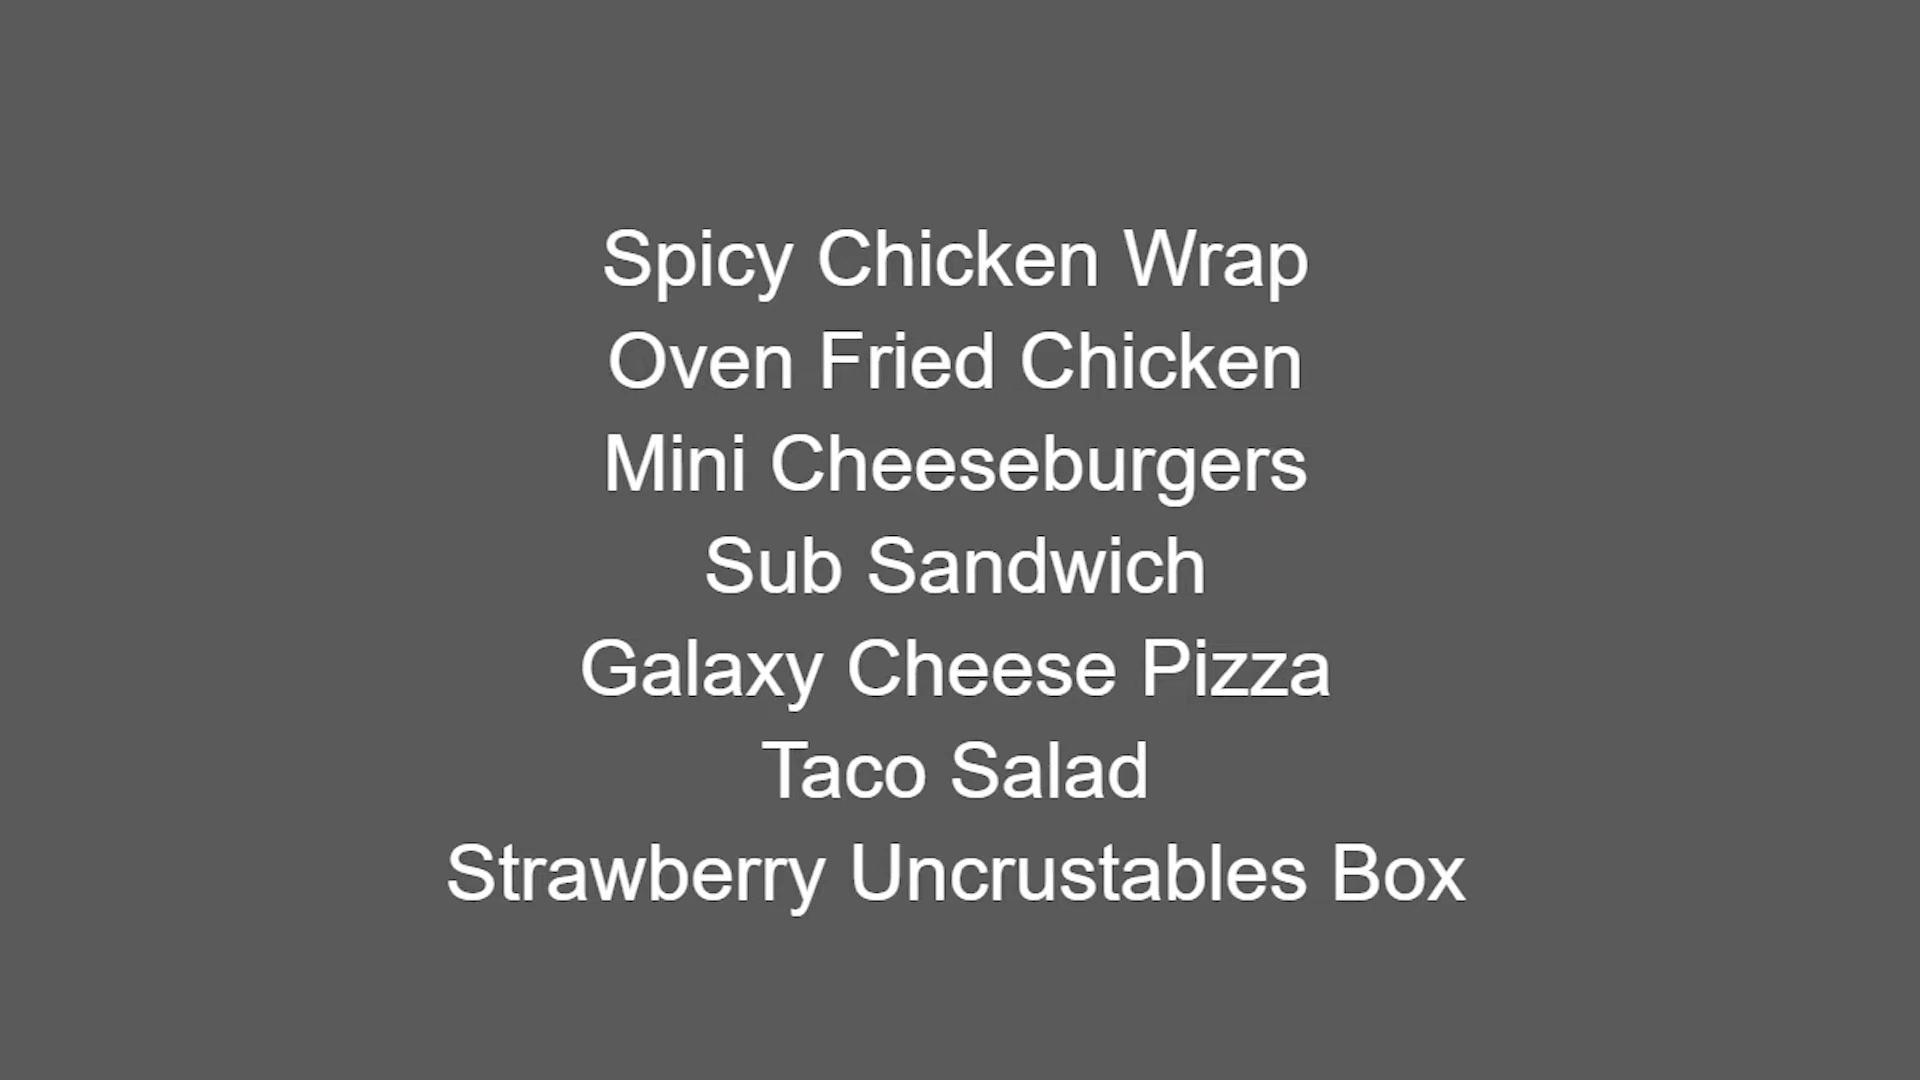 Spicy Chicken Wrap
Oven Fried Chicken
Mini Cheeseburgers
Sub Sandwich
Galaxy Cheese Pizza
Taco Salad
Strawberry Uncrustables Box